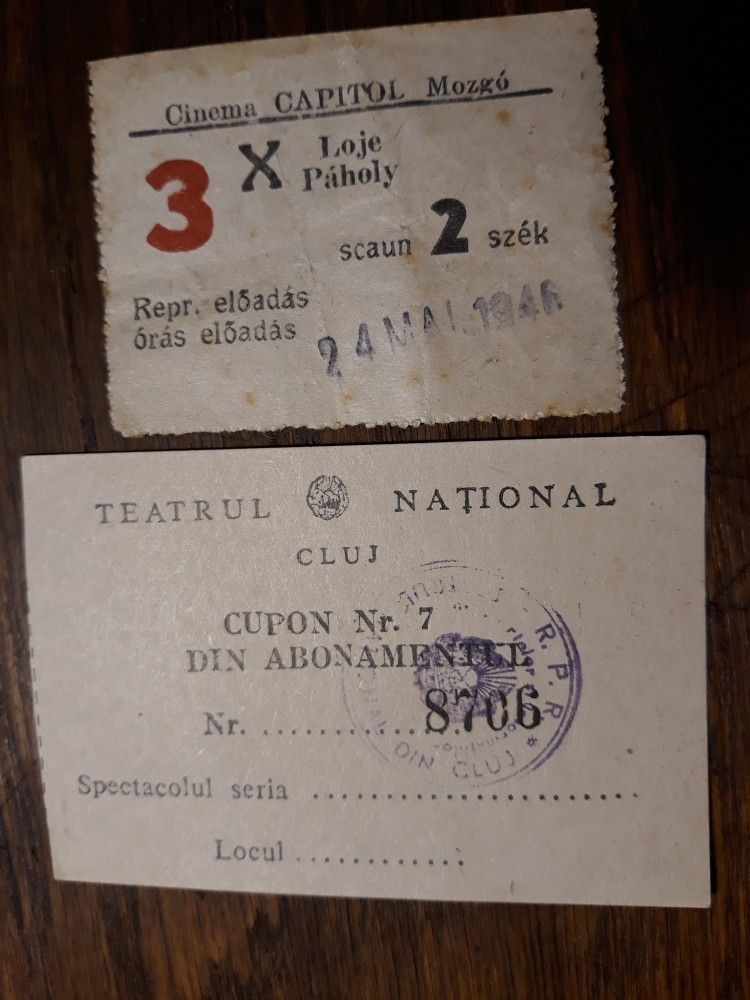 Cinema CAPITOL Mozgó
3 X Loje
Páholy
scaun 2 szék
Repr. előadás
órás előadás
24 MAI 1946
TEATRUL NAȚIONAL
CLUJ
CUPON Nr. 7
DIN ABONAMENTUL
Nr. .............. 8706
Spectacolul seria .......................
Locul .............
R. P. R.
DIN CLUJ *